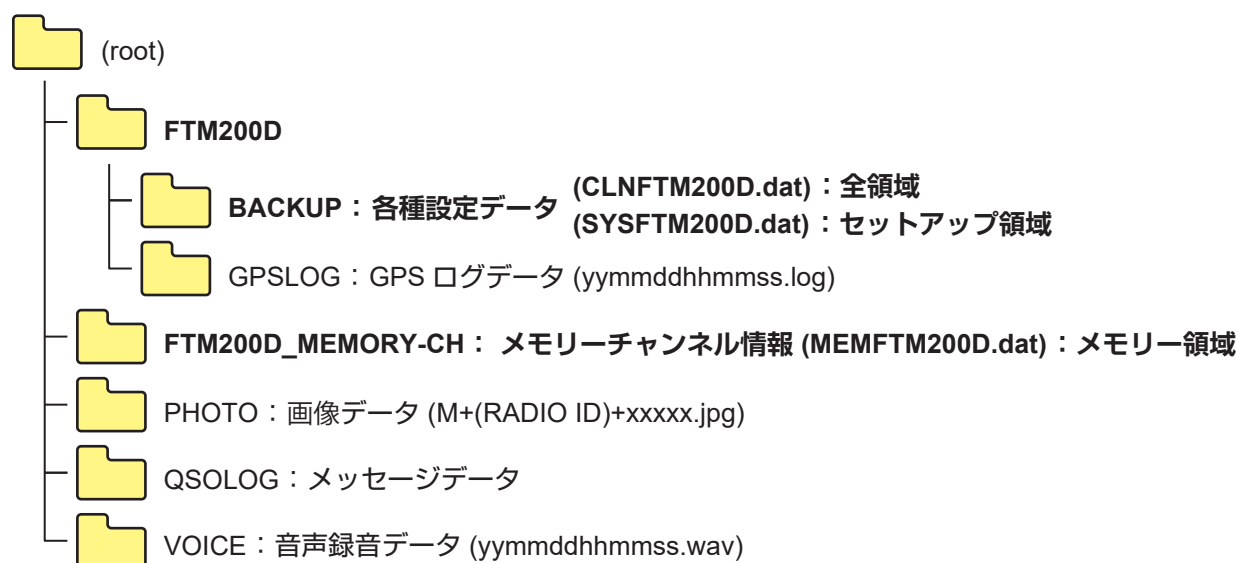 (root)
FTM200D
BACKUP：各種設定データ (CLNFTM200D.dat)：全領域
(SYSFTM200D.dat)：セットアップ領域
GPSLOG：GPS ログデータ (yymmddhhmmss.log)
FTM200D_MEMORY-CH： メモリーチャンネル情報 (MEMFTM200D.dat)：メモリー領域
PHOTO：画像データ (M+(RADIO ID)+xxxxx.jpg)
QSOLOG：メッセージデータ
VOICE：音声録音データ (yymmddhhmmss.wav)